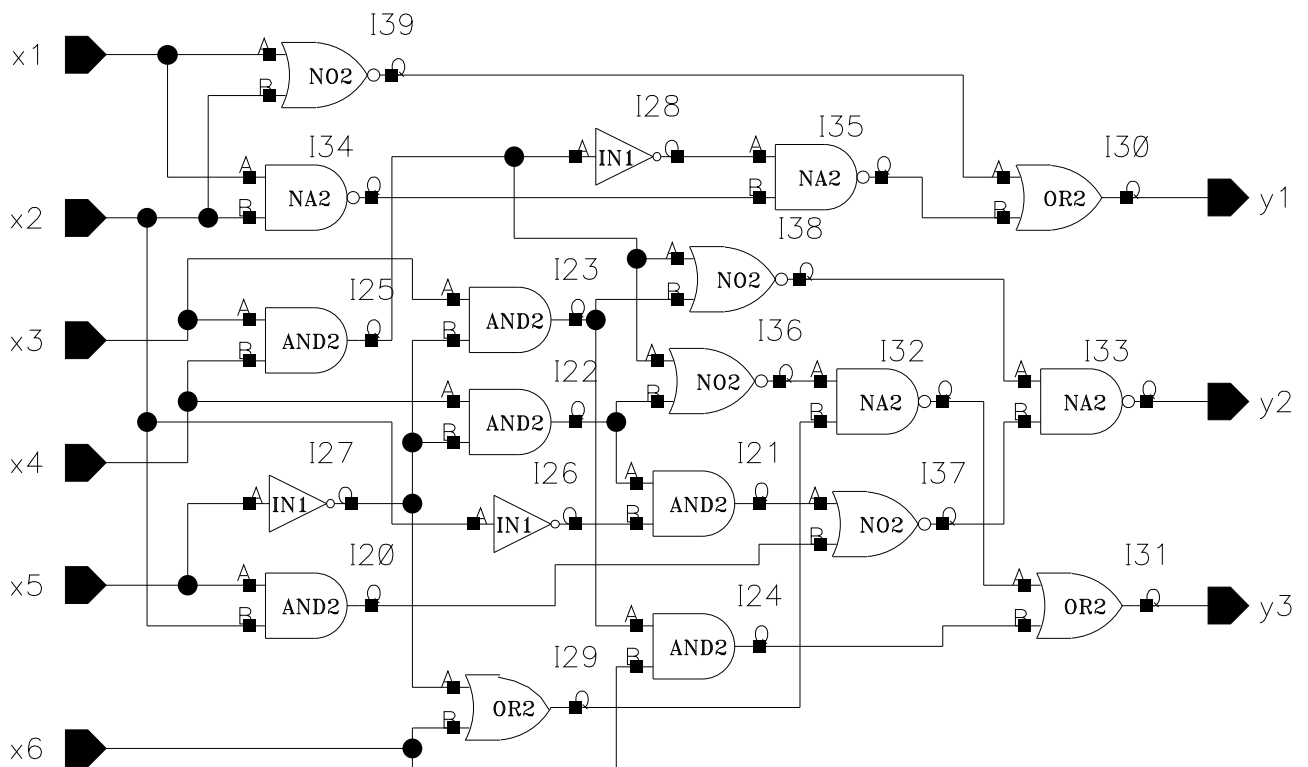 I39
x1
A
Q
NO2
B
I28
I35
I34
A
Q
A
I30
IN1
A
Q
A
Q
NA2
B
Q
NA2
B
OR2
Q
y1
x2
B
I38
A
Q
I25
I23
NO2
B
A
Q
A
Q
I36
I32
I33
x3
AND2
B
AND2
B
A
Q
A
Q
A
Q
I22
NO2
B
NA2
B
NA2
B
y2
A
Q
AND2
B
x4
I27
I26
I21
I37
A
Q
A
Q
A
Q
A
Q
IN1
IN1
AND2
B
NO2
B
I20
I31
x5
A
Q
I24
A
Q
AND2
B
A
Q
OR2
B
y3
I29
AND2
B
A
Q
OR2
B
x6